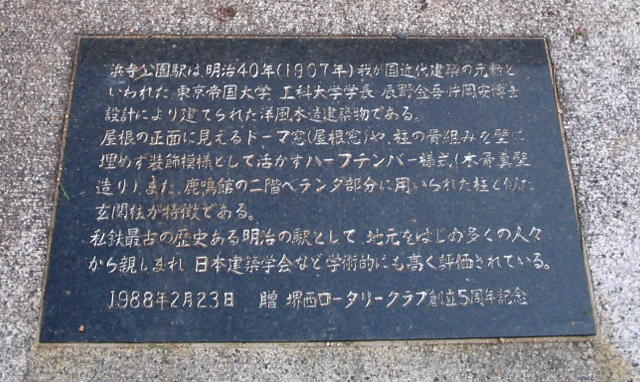 浜寺公園駅は、明治40年(1907年)我が国近代建築の元勲と
いわれた、東京帝国大学 工科大学学長 辰野金吾・片岡安博士
設計により建てられた洋風木造建築物である。
屋根の正面に見えるドーマ窓(屋根窓)や、柱の骨組みを壁に
埋めず装飾模様として活かすハーフチンバー様式(木骨真壁
造り)、また、鹿鳴館の二階ベランダ部分に用いられた柱と似た
玄関柱が特徴である。
私鉄最古の歴史ある明治の駅として、地元をはじめ多くの人々
から親しまれ、日本建築学会など学術的にも高く評価されている。
1988年2月23日 贈 堺西ロータリークラブ創立5周年記念